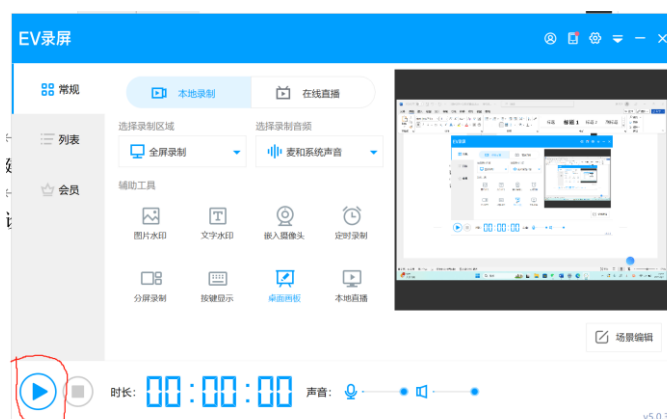 EV录屏
常规
本地录制
在线直播
选择录制区域
选择录制音频
列表
全屏录制
麦和系统声音
会员
辅助工具
图片水印
文字水印
嵌入摄像头
定时录制
分屏录制
按键显示
桌面画板
本地直播
场景编辑
时长：
00:00:00
声音：